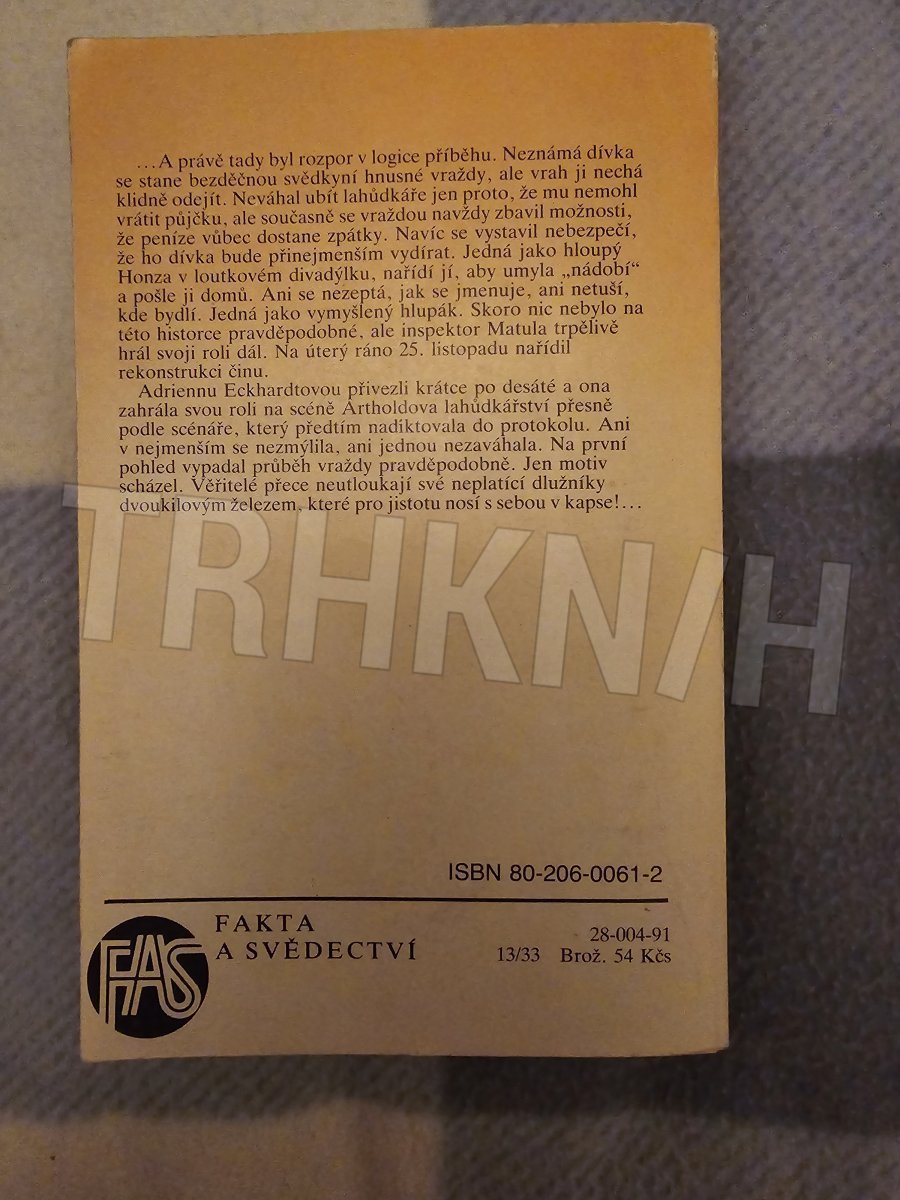 ...A právě tady byl rozpor v logice příběhu. Neznámá dívka
se stane bezděčnou svědkyní hnusné vraždy, ale vrah ji nechá
klidně odejít. Neváhal ubít lahůdkáře jen proto, že mu nemohl
vrátit půjčku, ale současně se vraždou navždy zbavil možnosti,
že peníze vůbec dostane zpátky. Navíc se vystavil nebezpečí,
že ho dívka bude přinejmenším vydírat. Jedná jako hloupý
Honza v loutkovém divadýlku, nařídí jí, aby umyla „nádobí“
a pošle ji domů. Ani se nezeptá, jak se jmenuje, ani netuší,
kde bydlí. Jedná jako vymyšlený hlupák. Skoro nic nebylo na
této historce pravděpodobné, ale inspektor Matula trpělivě
hrál svoji roli dál. Na úterý ráno 25. listopadu nařídil
rekonstrukci činu.
Adriennu Eckhardtovou přivezli krátce po desáté a ona
zahrála svou roli na scéně Artholdova lahůdkářství přesně
podle scénáře, který předtím nadiktovala do protokolu. Ani
v nejmenším se nezmýlila, ani jednou nezaváhala. Na první
pohled vypadal průběh vraždy pravděpodobně. Jen motiv
scházel. Věřitelé přece neutloukají své neplatící dlužníky
dvoukilovým železem, které pro jistotu nosí s sebou v kapse!...
TRHKNIH
ISBN 80-206-0061-2
FAKTA
A SVĚDECTVÍ
FAS
28-004-91
13/33 Brož. 54 Kčs